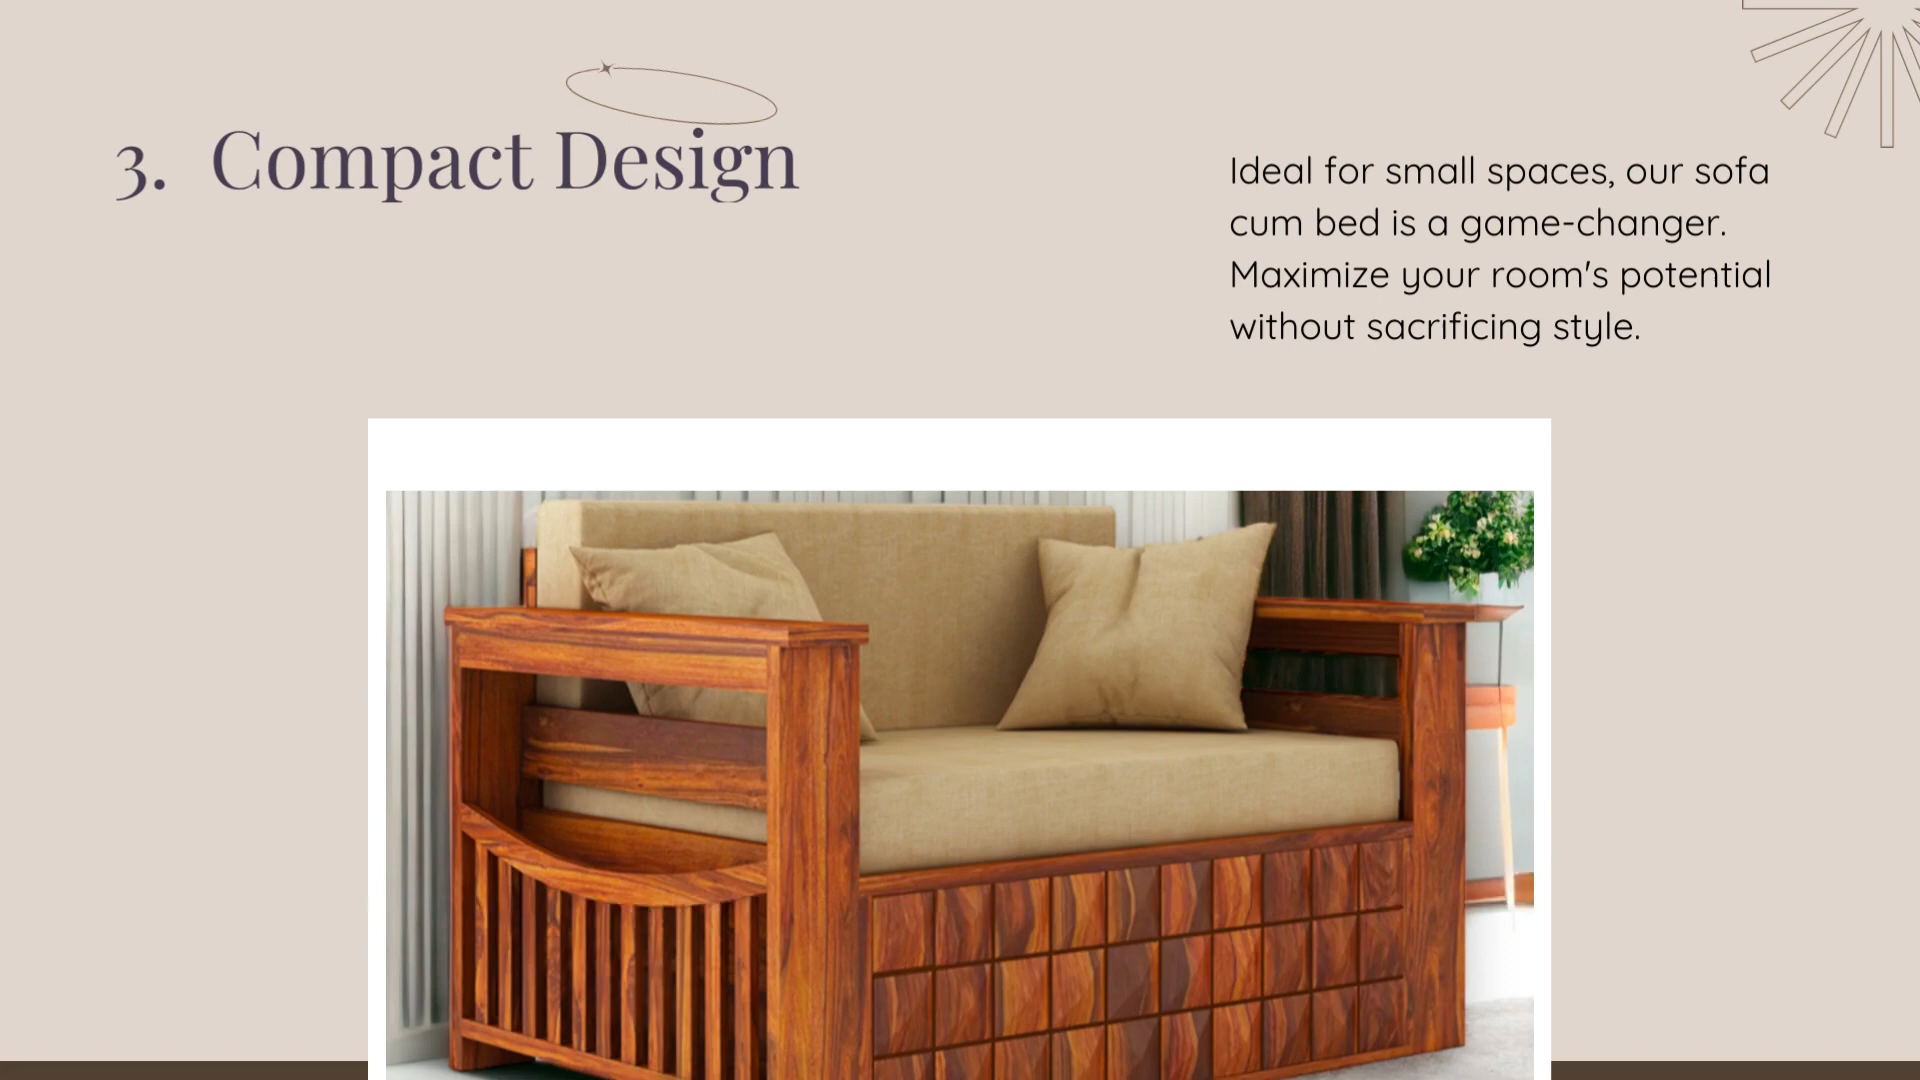 3. Compact Design
Ideal for small spaces, our sofa
cum bed is a game-changer.
Maximize your room's potential
without sacrificing style.